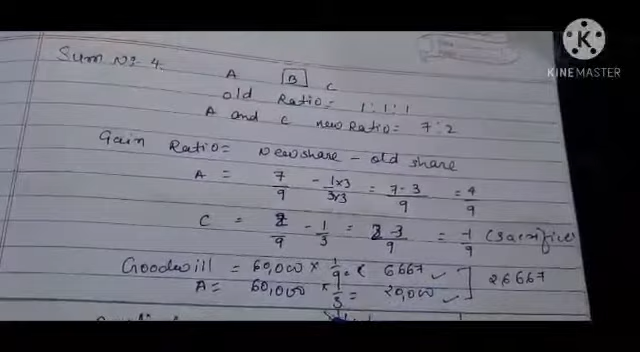 KINEMASTER
Sum No 4.
A [B] C
old Ratio = 1:1:1
A and C new Ratio = 7:2
Gain Ratio = New share - old share
A = 7/9 - 1×3/3×3 = 7-3/9 = 4/9
C = 2/9 - 1/3 = 2-3/9 = -1/9 (Sacrifice
Goodwill = 60,000 × 1/9 = C 6667 ✓ ] 26667
A = 60,000 × 1/3 = 20,000 ✓